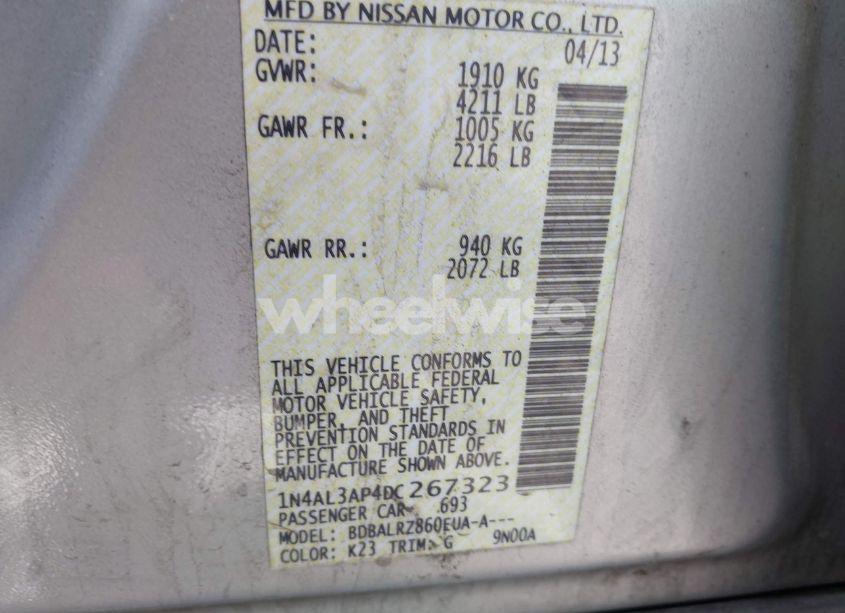 MFD BY NISSAN MOTOR CO., LTD.
DATE: 04/13
GVWR: 1910 KG
4211 LB
GAWR FR.: 1005 KG
2216 LB
GAWR RR.: 940 KG
2072 LB
wheelwise
THIS VEHICLE CONFORMS TO
ALL APPLICABLE FEDERAL
MOTOR VEHICLE SAFETY,
BUMPER, AND THEFT
PREVENTION STANDARDS IN
EFFECT ON THE DATE OF
MANUFACTURE SHOWN ABOVE.
1N4AL3AP4DC267323
PASSENGER CAR .693
MODEL: BDBALRZ860EUA-A---
COLOR: K23 TRIM: G 9N00A